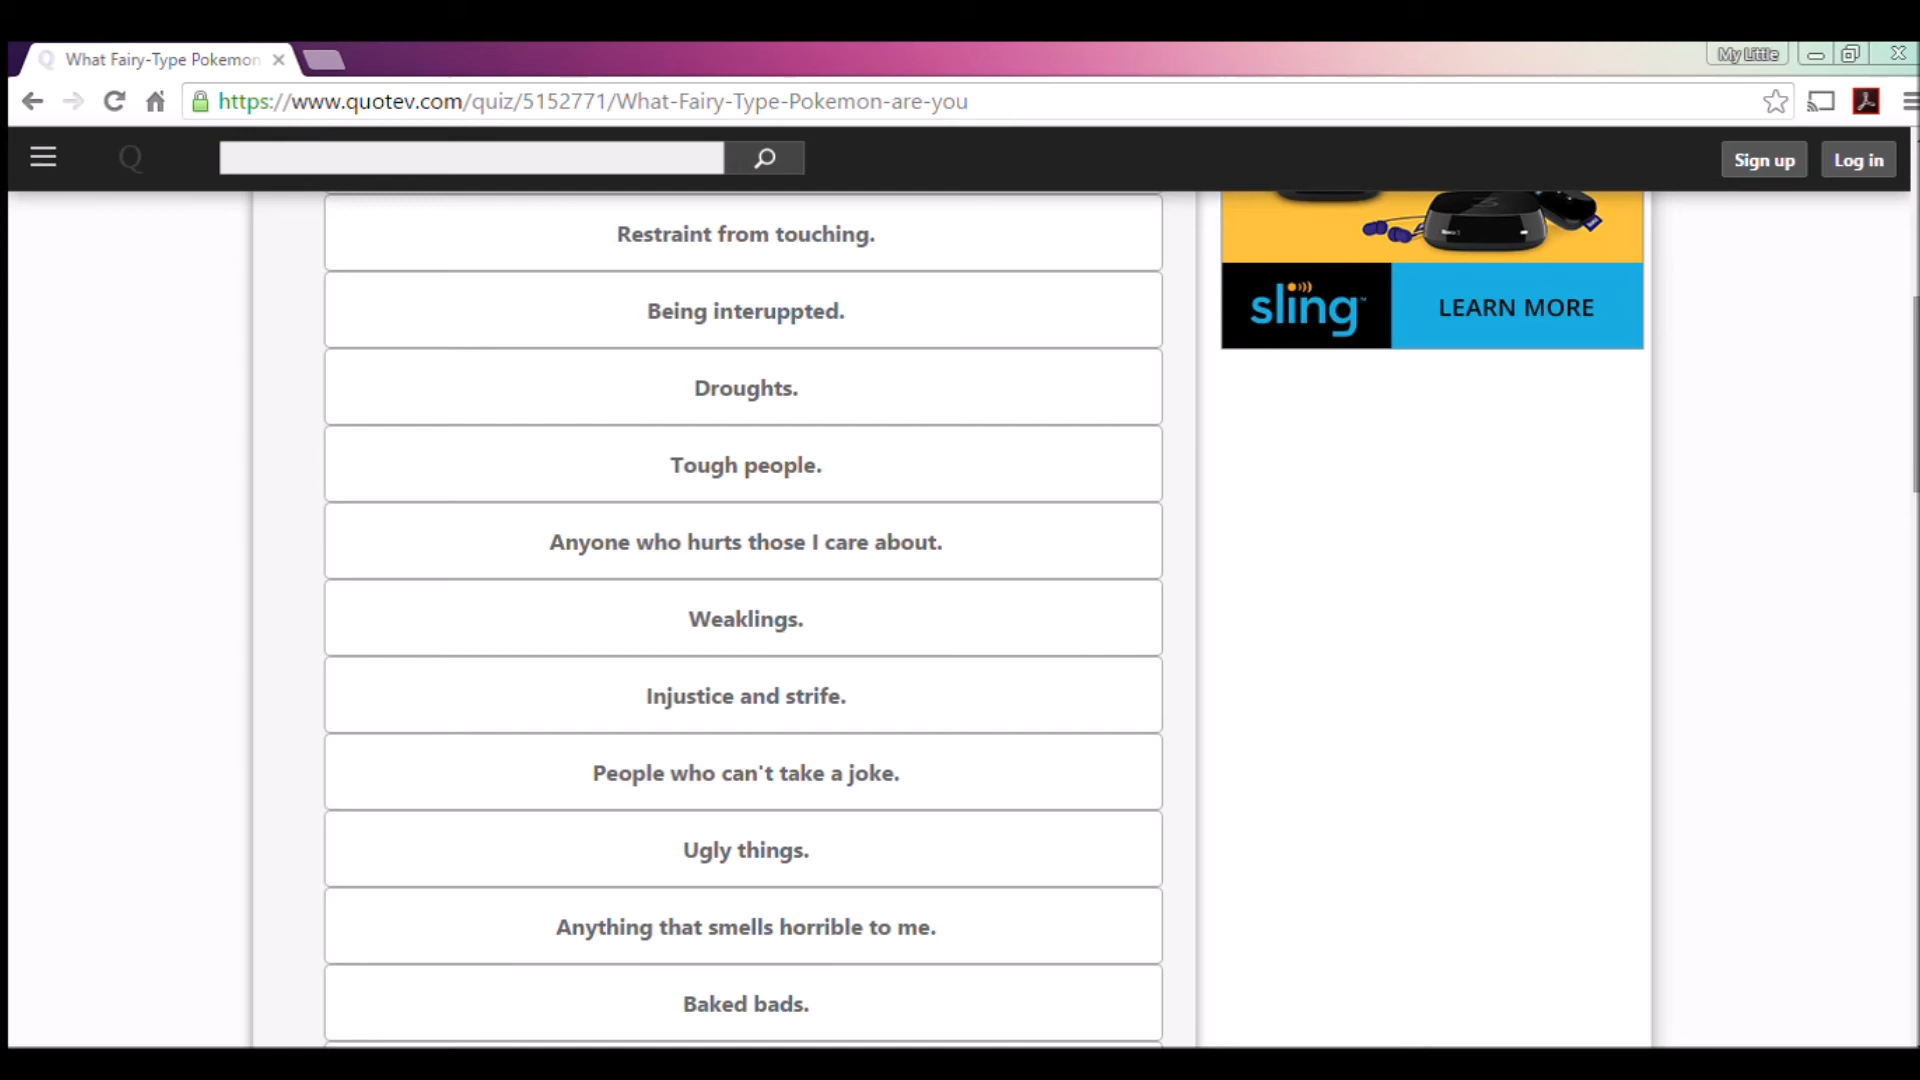 What Fairy-Type Pokemon
My Little
https://www.quotev.com/quiz/5152771/What-Fairy-Type-Pokemon-are-you
Q
Sign up
Log in
Restraint from touching.
Being interuppted.
Droughts.
Tough people.
Anyone who hurts those I care about.
Weaklings.
Injustice and strife.
People who can't take a joke.
Ugly things.
Anything that smells horrible to me.
Baked bads.
sling
LEARN MORE